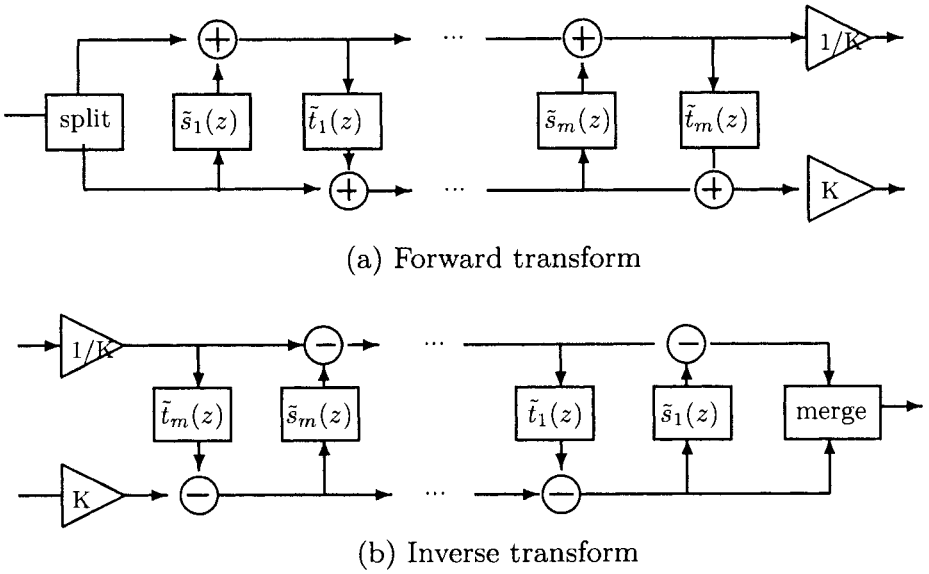 1/K
split
s̃₁(z)
t̃₁(z)
s̃ₘ(z)
t̃ₘ(z)
...
...
+
+
+
+
K
(a) Forward transform
1/K
−
−
...
t̃ₘ(z)
s̃ₘ(z)
t̃₁(z)
s̃₁(z)
merge
K
−
...
−
(b) Inverse transform